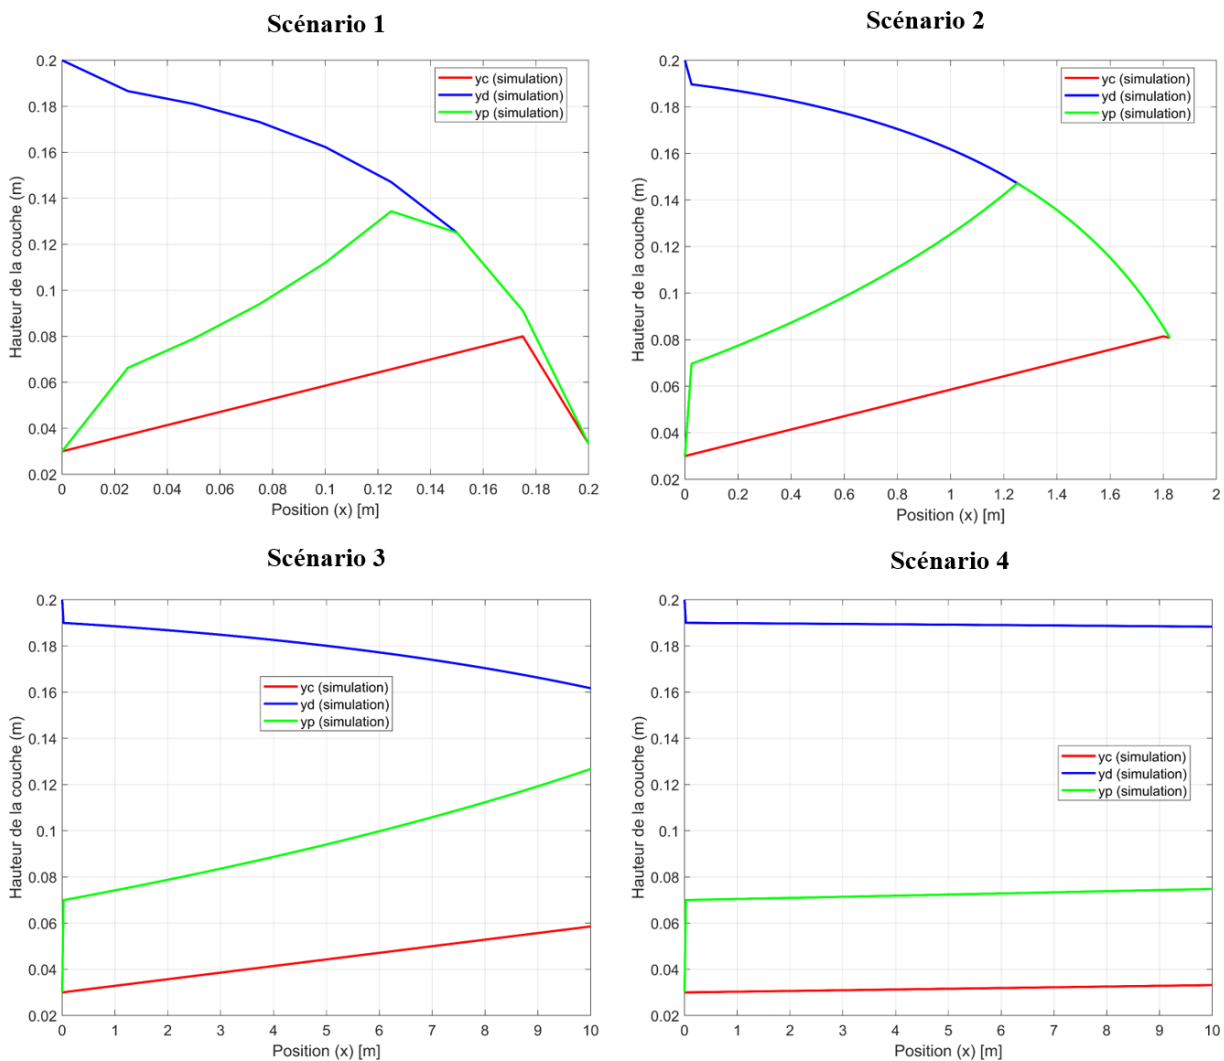 Scénario 1
Hauteur de la couche (m)
0.2
0.18
0.16
0.14
0.12
0.1
0.08
0.06
0.04
0.02
yc (simulation)
yd (simulation)
yp (simulation)
0 0.02 0.04 0.06 0.08 0.1 0.12 0.14 0.16 0.18 0.2
Position (x) [m]
Scénario 2
Hauteur de la couche (m)
0.2
0.18
0.16
0.14
0.12
0.1
0.08
0.06
0.04
0.02
yc (simulation)
yd (simulation)
yp (simulation)
0 0.2 0.4 0.6 0.8 1 1.2 1.4 1.6 1.8 2
Position (x) [m]
Scénario 3
Hauteur de la couche (m)
0.2
0.18
0.16
0.14
0.12
0.1
0.08
0.06
0.04
0.02
yc (simulation)
yd (simulation)
yp (simulation)
0 1 2 3 4 5 6 7 8 9 10
Position (x) [m]
Scénario 4
Hauteur de la couche (m)
0.2
0.18
0.16
0.14
0.12
0.1
0.08
0.06
0.04
0.02
yc (simulation)
yd (simulation)
yp (simulation)
0 1 2 3 4 5 6 7 8 9 10
Position (x) [m]